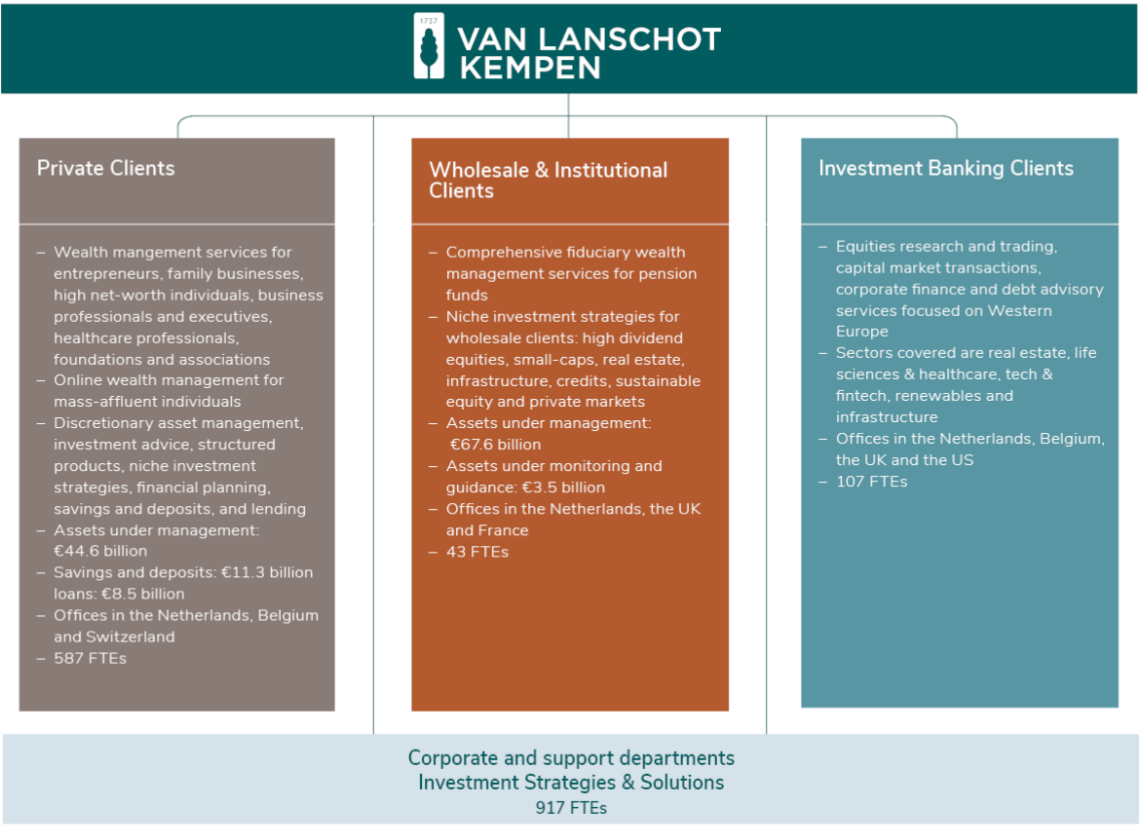 1737
VAN LANSCHOT
KEMPEN
Private Clients
– Wealth mangement services for
entrepreneurs, family businesses,
high net-worth individuals, business
professionals and executives,
healthcare professionals,
foundations and associations
– Online wealth management for
mass-affluent individuals
– Discretionary asset management,
investment advice, structured
products, niche investment
strategies, financial planning,
savings and deposits, and lending
– Assets under management:
€44.6 billion
– Savings and deposits: €11.3 billion
loans: €8.5 billion
– Offices in the Netherlands, Belgium
and Switzerland
– 587 FTEs
Wholesale & Institutional
Clients
– Comprehensive fiduciary wealth
management services for pension
funds
– Niche investment strategies for
wholesale clients: high dividend
equities, small-caps, real estate,
infrastructure, credits, sustainable
equity and private markets
– Assets under management:
€67.6 billion
– Assets under monitoring and
guidance: €3.5 billion
– Offices in the Netherlands, the UK
and France
– 43 FTEs
Investment Banking Clients
– Equities research and trading,
capital market transactions,
corporate finance and debt advisory
services focused on Western
Europe
– Sectors covered are real estate, life
sciences & healthcare, tech &
fintech, renewables and
infrastructure
– Offices in the Netherlands, Belgium,
the UK and the US
– 107 FTEs
Corporate and support departments
Investment Strategies & Solutions
917 FTEs